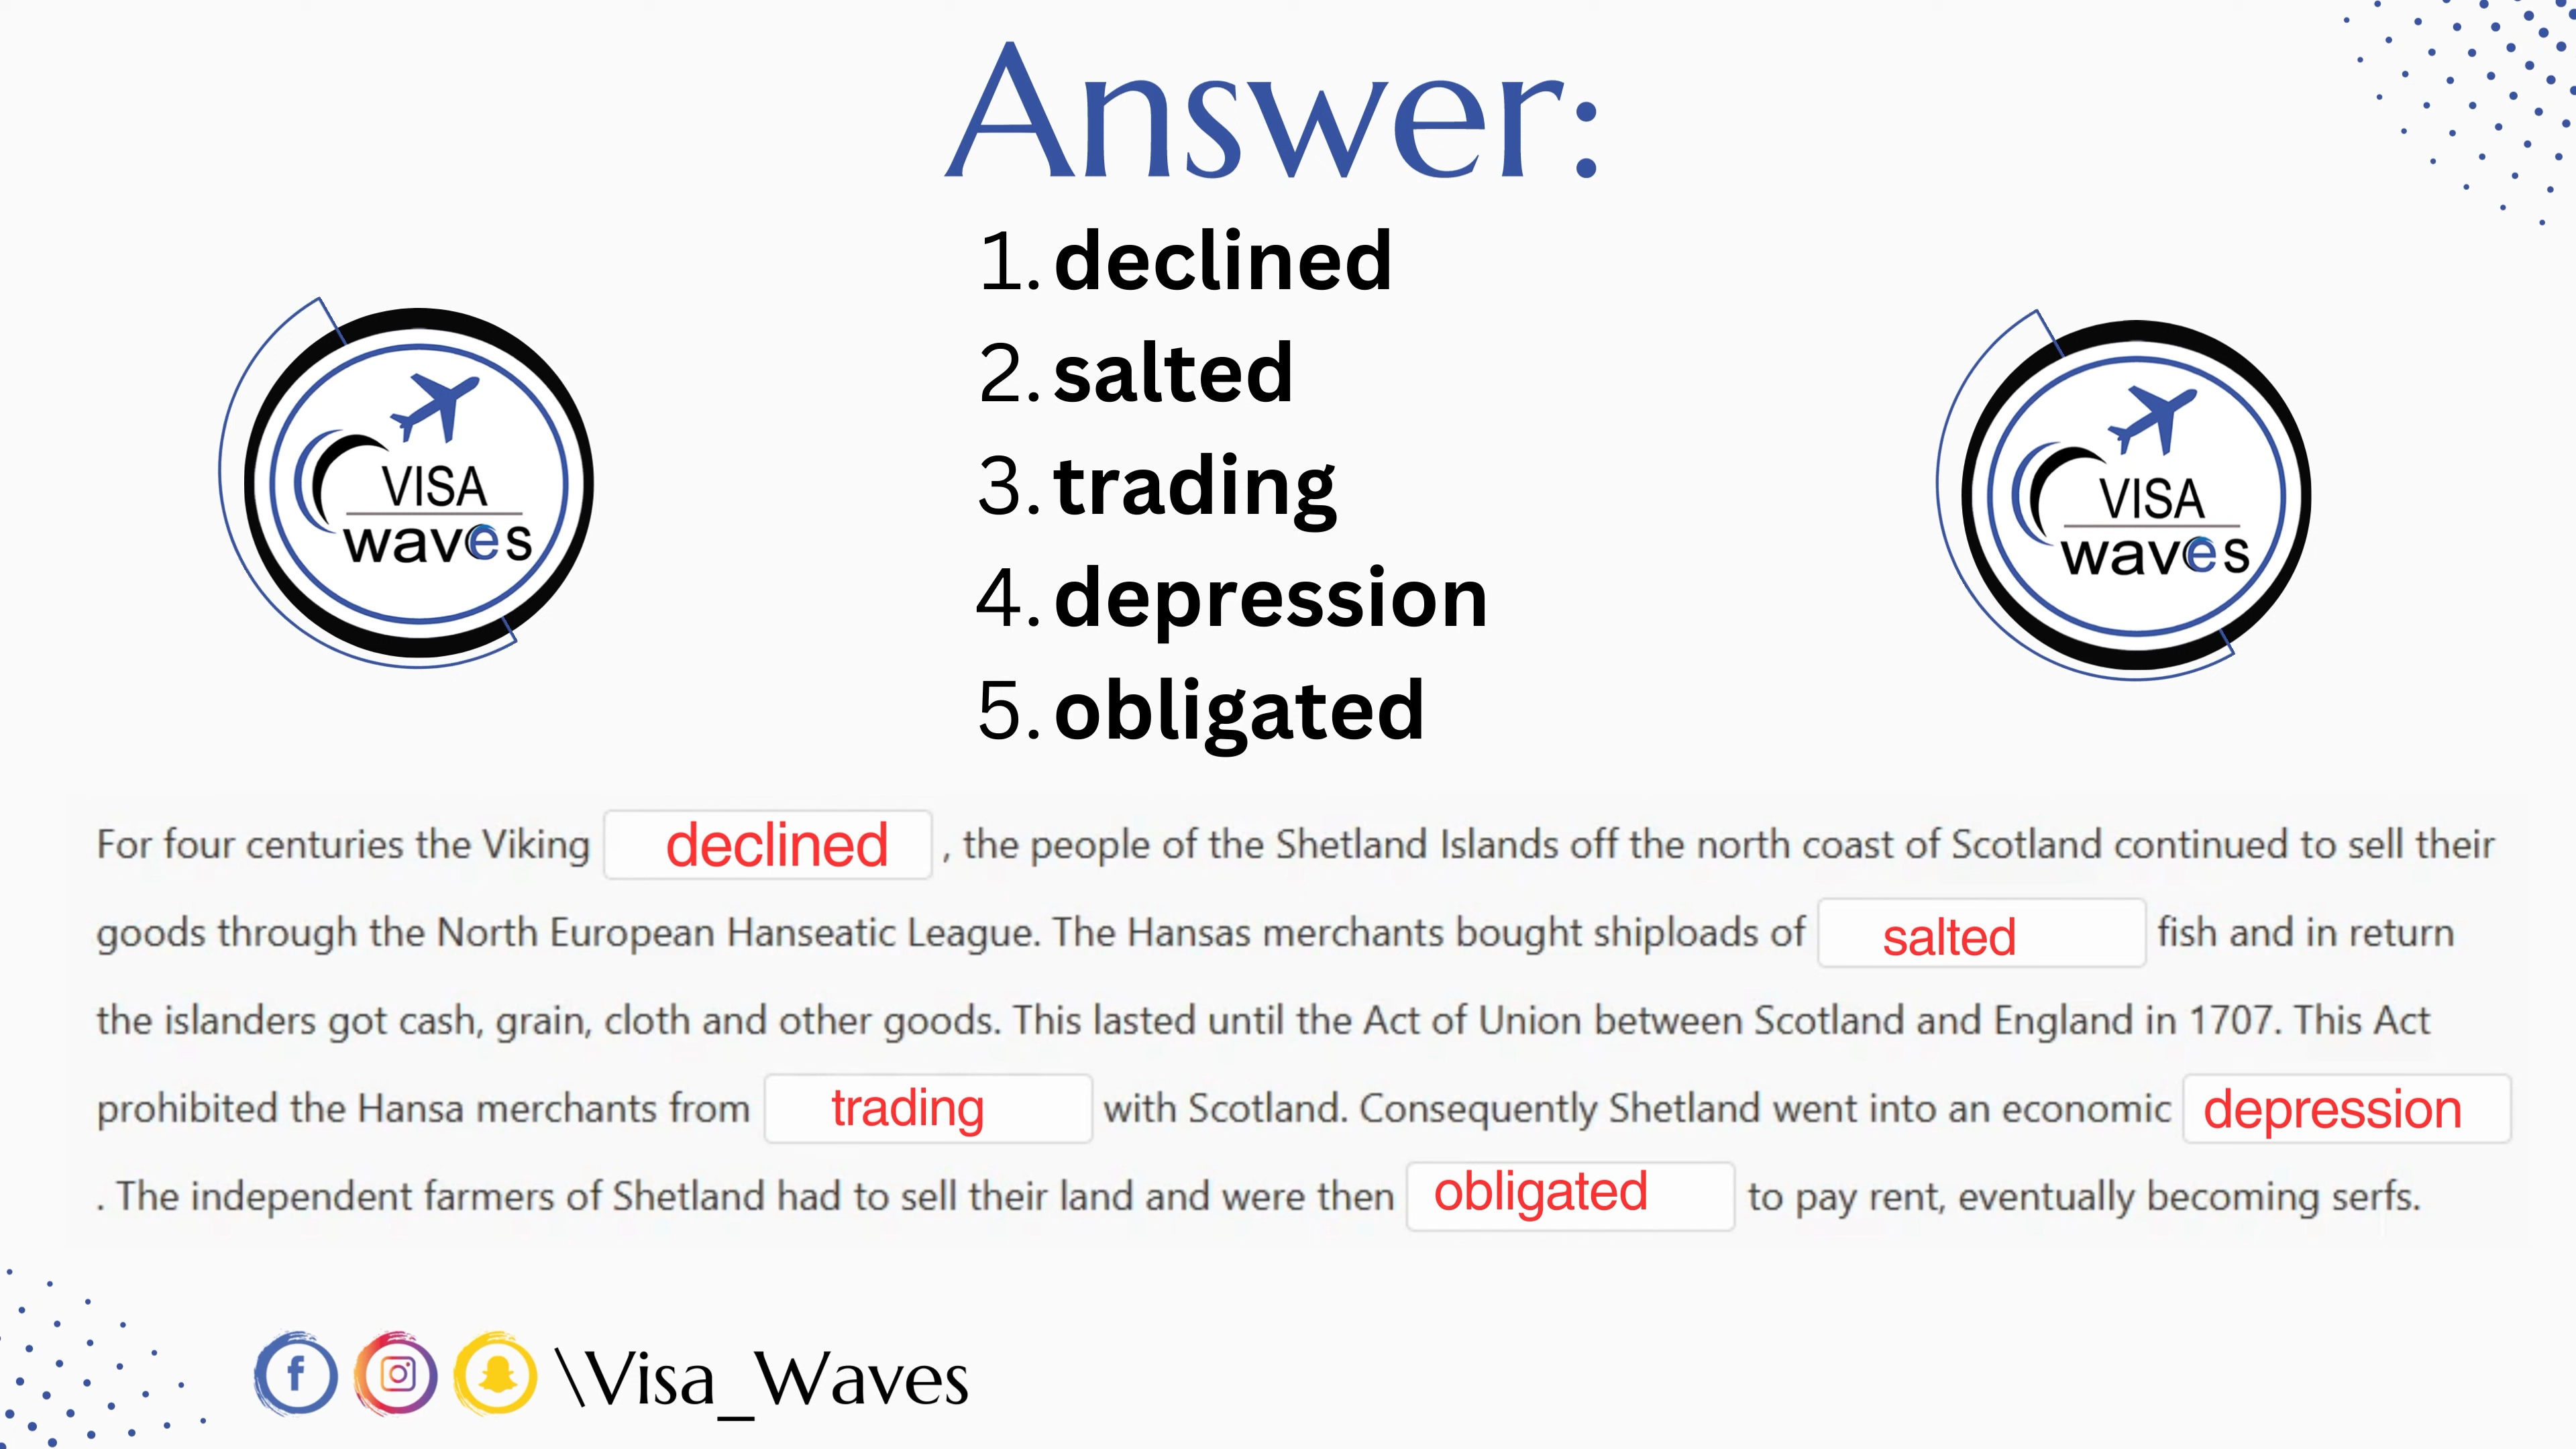 Answer:
1. declined
2. salted
3. trading
4. depression
5. obligated
VISA
waves
VISA
waves
For four centuries the Viking declined , the people of the Shetland Islands off the north coast of Scotland continued to sell their
goods through the North European Hanseatic League. The Hansas merchants bought shiploads of salted fish and in return
the islanders got cash, grain, cloth and other goods. This lasted until the Act of Union between Scotland and England in 1707. This Act
prohibited the Hansa merchants from trading with Scotland. Consequently Shetland went into an economic depression
. The independent farmers of Shetland had to sell their land and were then obligated to pay rent, eventually becoming serfs.
\Visa_Waves